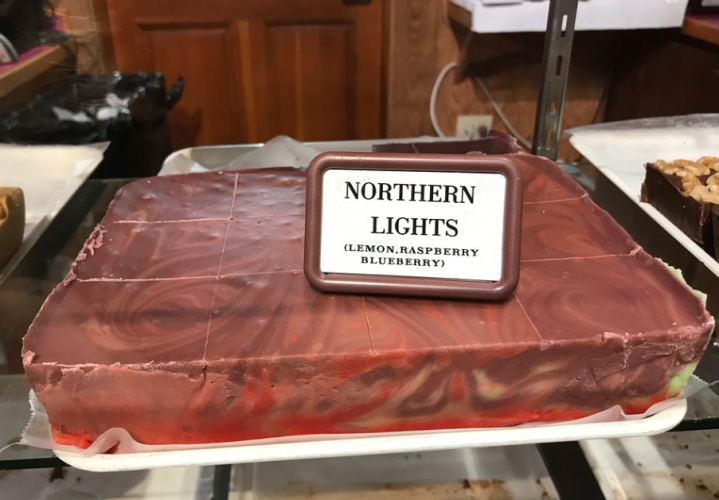 NORTHERN
LIGHTS
(LEMON,RASPBERRY
BLUEBERRY)